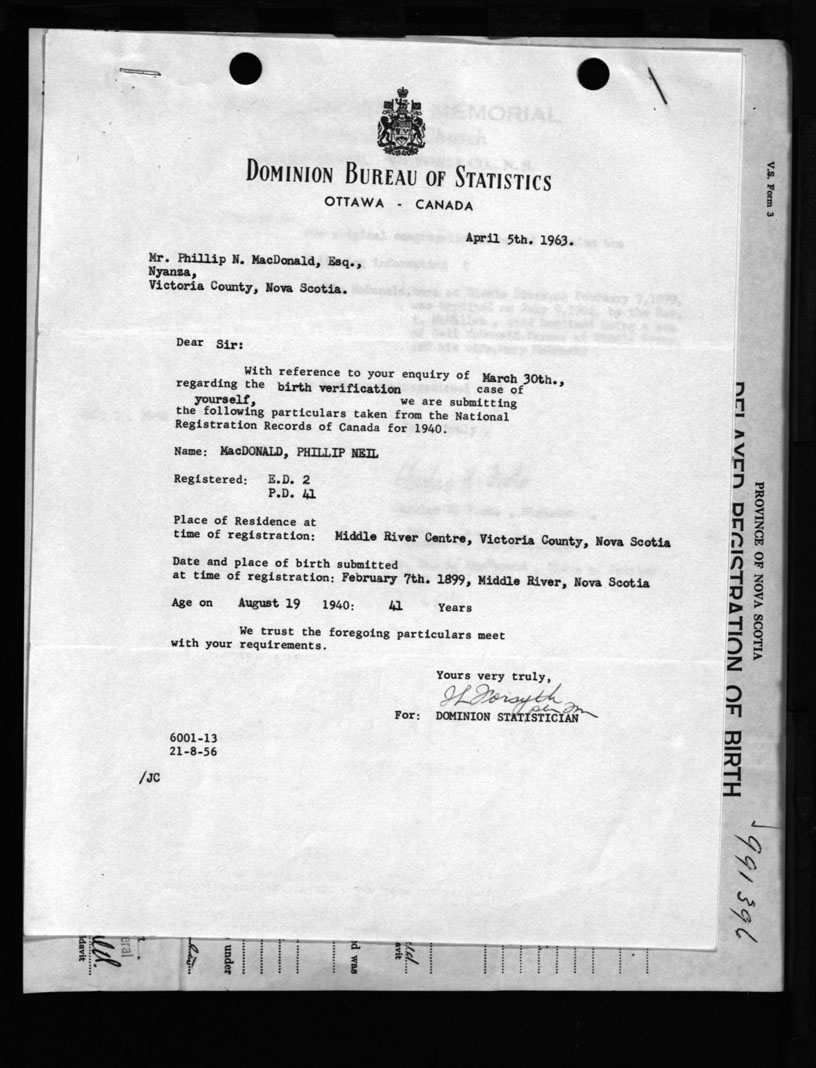 MEMORIAL
Church
DOMINION BUREAU OF STATISTICS
OTTAWA - CANADA
April 5th. 1963.
Mr. Phillip N. MacDonald, Esq.,
Nyanza,
Victoria County, Nova Scotia.
Dear Sir:
With reference to your enquiry of March 30th.,
regarding the birth verification case of
yourself, we are submitting
the following particulars taken from the National
Registration Records of Canada for 1940.
Name: MacDONALD, PHILLIP NEIL
Registered: E.D. 2
P.D. 41
Place of Residence at
time of registration: Middle River Centre, Victoria County, Nova Scotia
Date and place of birth submitted
at time of registration: February 7th. 1899, Middle River, Nova Scotia
Age on August 19 1940: 41 Years
We trust the foregoing particulars meet
with your requirements.
Yours very truly,
JL Forsyth
For: DOMINION STATISTICIAN
6001-13
21-8-56
/JC
V.S. Form 3
PROVINCE OF NOVA SCOTIA
DELAYED REGISTRATION OF BIRTH
991396
under
d was